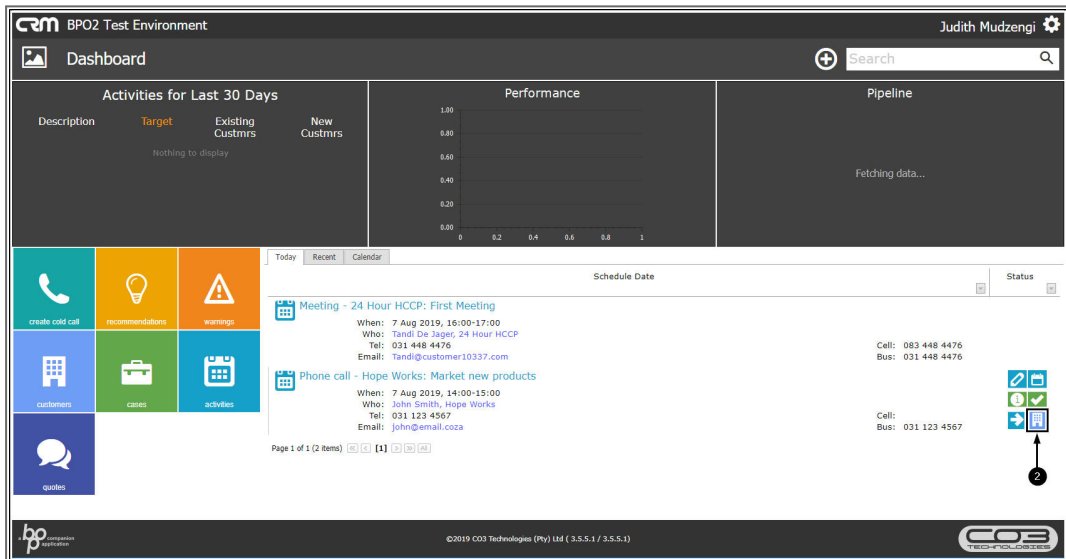 CRM BPO2 Test Environment
Judith Mudzengi
Dashboard
Search
Activities for Last 30 Days
Description Target Existing Custmrs New Custmrs
Nothing to display
Performance
1.00
0.80
0.60
0.40
0.20
0.00
0 0.2 0.4 0.6 0.8 1
Pipeline
Fetching data...
create cold call
recommendations
warnings
customers
cases
activities
quotes
Today Recent Calendar
Schedule Date Status
Meeting - 24 Hour HCCP: First Meeting
When: 7 Aug 2019, 16:00-17:00
Who: Tandi De Jager, 24 Hour HCCP
Tel: 031 448 4476 Cell: 083 448 4476
Email: Tandi@customer10337.com Bus: 031 448 4476
Phone call - Hope Works: Market new products
When: 7 Aug 2019, 14:00-15:00
Who: John Smith, Hope Works
Tel: 031 123 4567 Cell:
Email: john@email.coza Bus: 031 123 4567
Page 1 of 1 (2 items) [1] All
2
a bp companion application
©2019 CO3 Technologies (Pty) Ltd ( 3.5.5.1 / 3.5.5.1)
CO3
TECHNOLOGIES